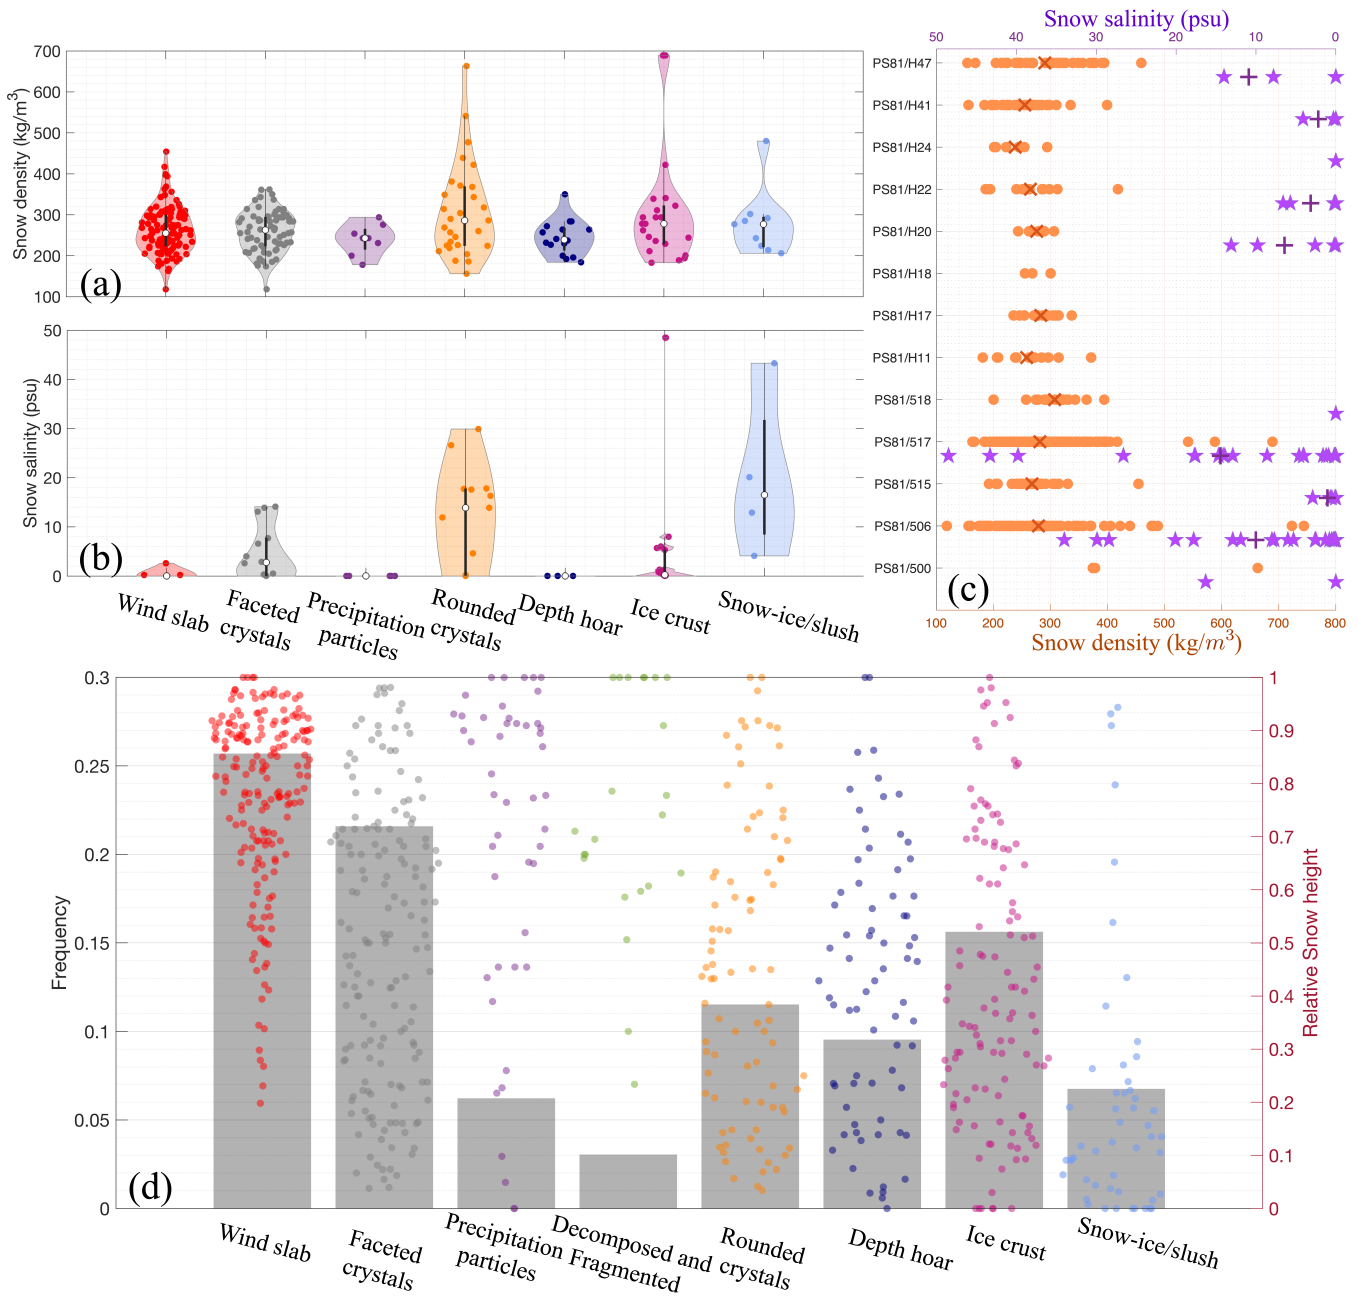 Snow salinity (psu)
50 40 30 20 10 0
700
600
500
400
300
200
100
Snow density (kg/m3)
(a)
50
40
30
20
10
0
Snow salinity (psu)
(b)
Wind slab
Faceted
crystals
Precipitation
particles
Rounded
crystals
Depth hoar
Ice crust
Snow-ice/slush
PS81/H47
PS81/H41
PS81/H24
PS81/H22
PS81/H20
PS81/H18
PS81/H17
PS81/H11
PS81/518
PS81/517
PS81/515
PS81/506
PS81/500
(c)
100 200 300 400 500 600 700 800
Snow density (kg/m3)
0.3
0.25
0.2
0.15
0.1
0.05
0
Frequency
(d)
1
0.9
0.8
0.7
0.6
0.5
0.4
0.3
0.2
0.1
0
Relative Snow height
Wind slab
Faceted
crystals
Precipitation
particles
Decomposed and
Fragmented
Rounded
crystals
Depth hoar
Ice crust
Snow-ice/slush